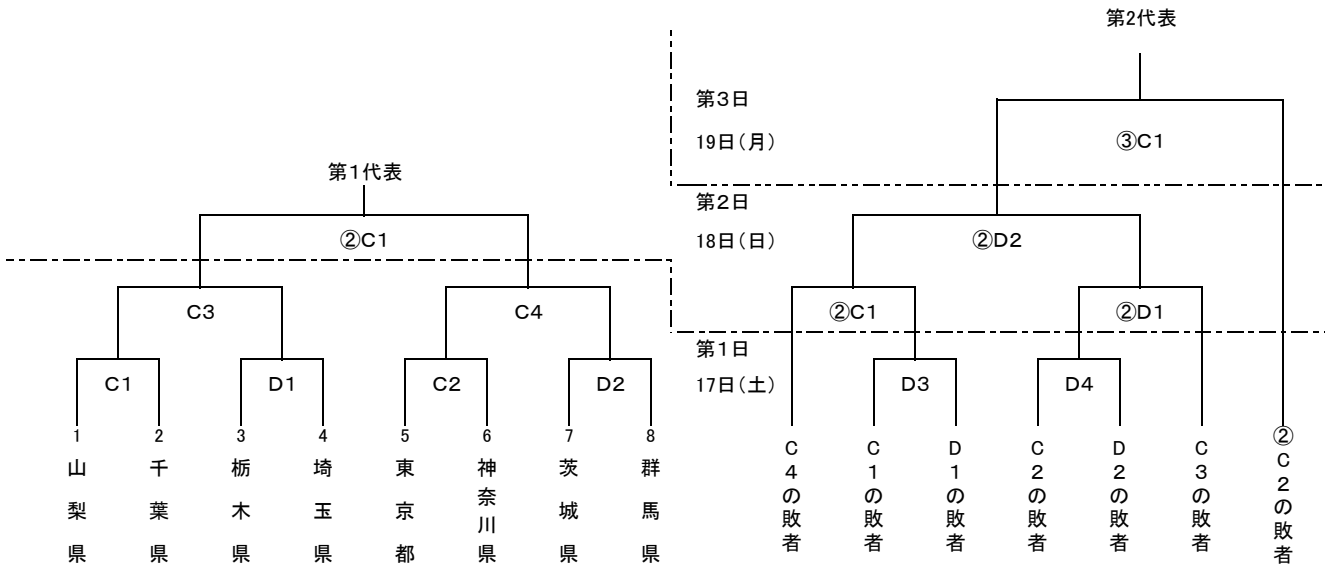 第2代表
第3日
19日(月)
③C1
第1代表
第2日
②C1
18日(日)
②D2
C3
C4
②C1
②D1
第1日
C1
D1
C2
D2
17日(土)
D3
D4
1
2
3
4
5
6
7
8
山梨県
千葉県
栃木県
埼玉県
東京都
神奈川県
茨城県
群馬県
C4の敗者
C1の敗者
D1の敗者
C2の敗者
D2の敗者
C3の敗者
②C2の敗者